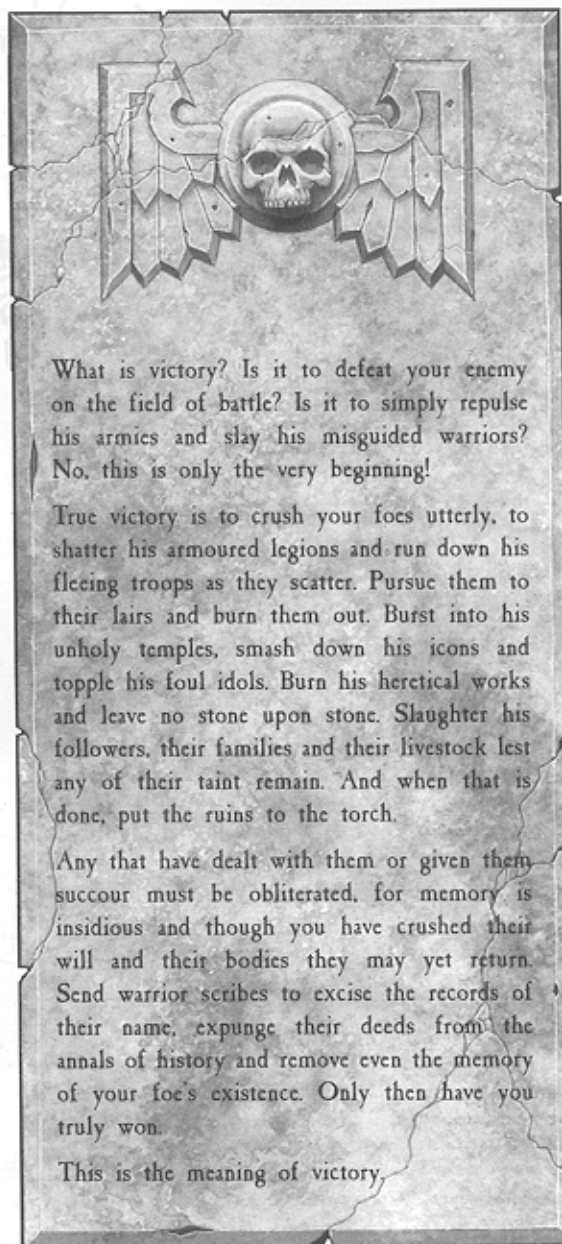 What is victory? Is it to defeat your enemy
on the field of battle? Is it to simply repulse
his armies and slay his misguided warriors?
No, this is only the very beginning!
True victory is to crush your foes utterly, to
shatter his armoured legions and run down his
fleeing troops as they scatter. Pursue them to
their lairs and burn them out. Burst into his
unholy temples, smash down his icons and
topple his foul idols. Burn his heretical works
and leave no stone upon stone. Slaughter his
followers, their families and their livestock lest
any of their taint remain. And when that is
done, put the ruins to the torch.
Any that have dealt with them or given them
succour must be obliterated, for memory is
insidious and though you have crushed their
will and their bodies they may yet return.
Send warrior scribes to excise the records of
their name, expunge their deeds from the
annals of history and remove even the memory
of your foe's existence. Only then have you
truly won.
This is the meaning of victory.